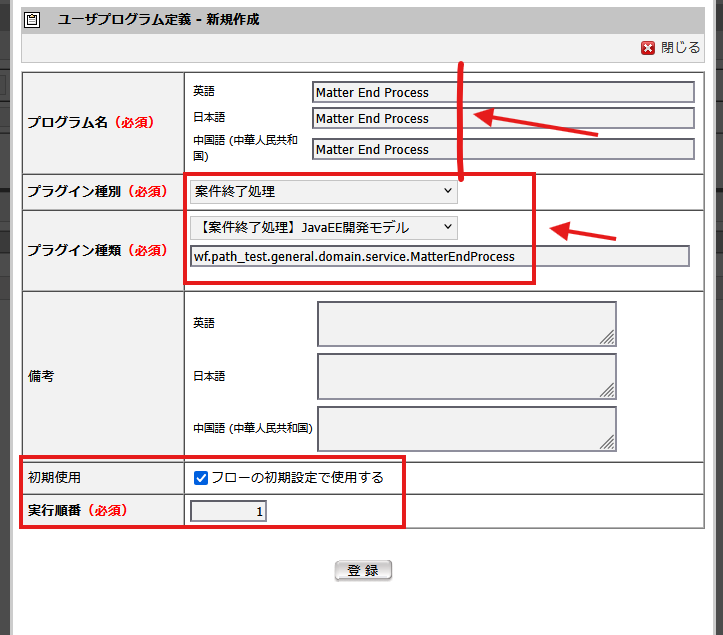 ユーザプログラム定義 - 新規作成
閉じる
プログラム名 (必須)
英語
Matter End Process
日本語
Matter End Process
中国語 (中華人民共和
国)
Matter End Process
プラグイン種別 (必須)
案件終了処理
プラグイン種類 (必須)
【案件終了処理】JavaEE開発モデル
wf.path_test.general.domain.service.MatterEndProcess
備考
英語
日本語
中国語 (中華人民共和国)
初期使用
フローの初期設定で使用する
実行順番 (必須)
1
登録